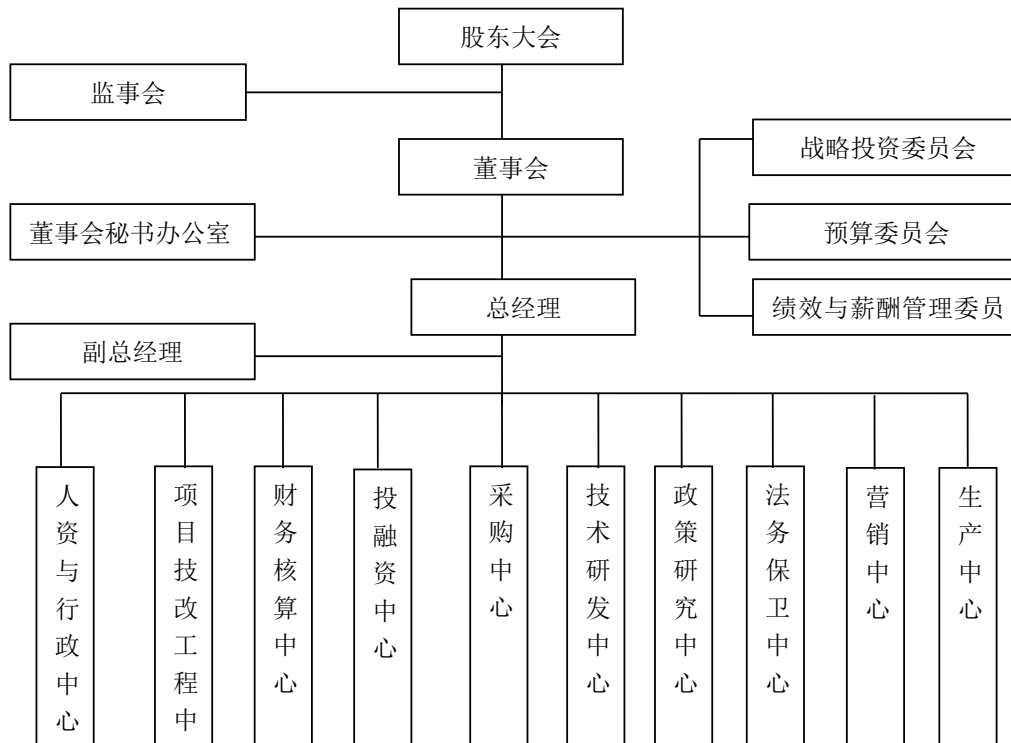 股东大会
监事会
战略投资委员会
董事会
董事会秘书办公室
预算委员会
总经理
绩效与薪酬管理委员
副总经理
人资与行政中心
项目技改工程中
财务核算中心
投融资中心
采购中心
技术研发中心
政策研究中心
法务保卫中心
营销中心
生产中心